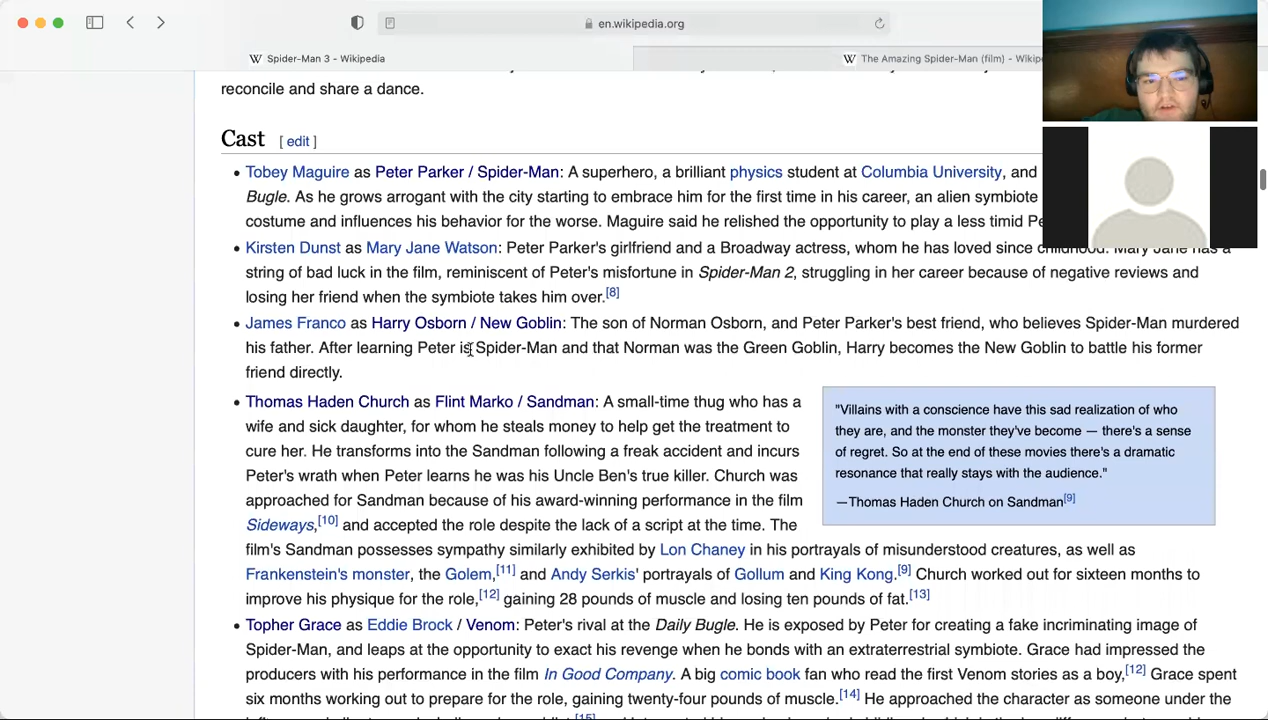 en.wikipedia.org
Spider-Man 3 - Wikipedia
The Amazing Spider-Man (film) - Wikipe
reconcile and share a dance.
Cast [ edit ]
• Tobey Maguire as Peter Parker / Spider-Man: A superhero, a brilliant physics student at Columbia University, and
Bugle. As he grows arrogant with the city starting to embrace him for the first time in his career, an alien symbiote
costume and influences his behavior for the worse. Maguire said he relished the opportunity to play a less timid Pe
• Kirsten Dunst as Mary Jane Watson: Peter Parker's girlfriend and a Broadway actress, whom he has loved since childhood. Mary Jane has a
string of bad luck in the film, reminiscent of Peter's misfortune in Spider-Man 2, struggling in her career because of negative reviews and
losing her friend when the symbiote takes him over.[8]
• James Franco as Harry Osborn / New Goblin: The son of Norman Osborn, and Peter Parker's best friend, who believes Spider-Man murdered
his father. After learning Peter is Spider-Man and that Norman was the Green Goblin, Harry becomes the New Goblin to battle his former
friend directly.
• Thomas Haden Church as Flint Marko / Sandman: A small-time thug who has a
wife and sick daughter, for whom he steals money to help get the treatment to
cure her. He transforms into the Sandman following a freak accident and incurs
Peter's wrath when Peter learns he was his Uncle Ben's true killer. Church was
approached for Sandman because of his award-winning performance in the film
Sideways,[10] and accepted the role despite the lack of a script at the time. The
film's Sandman possesses sympathy similarly exhibited by Lon Chaney in his portrayals of misunderstood creatures, as well as
Frankenstein's monster, the Golem,[11] and Andy Serkis' portrayals of Gollum and King Kong.[9] Church worked out for sixteen months to
improve his physique for the role,[12] gaining 28 pounds of muscle and losing ten pounds of fat.[13]
"Villains with a conscience have this sad realization of who
they are, and the monster they've become — there's a sense
of regret. So at the end of these movies there's a dramatic
resonance that really stays with the audience."
—Thomas Haden Church on Sandman[9]
• Topher Grace as Eddie Brock / Venom: Peter's rival at the Daily Bugle. He is exposed by Peter for creating a fake incriminating image of
Spider-Man, and leaps at the opportunity to exact his revenge when he bonds with an extraterrestrial symbiote. Grace had impressed the
producers with his performance in the film In Good Company. A big comic book fan who read the first Venom stories as a boy,[12] Grace spent
six months working out to prepare for the role, gaining twenty-four pounds of muscle.[14] He approached the character as someone under the